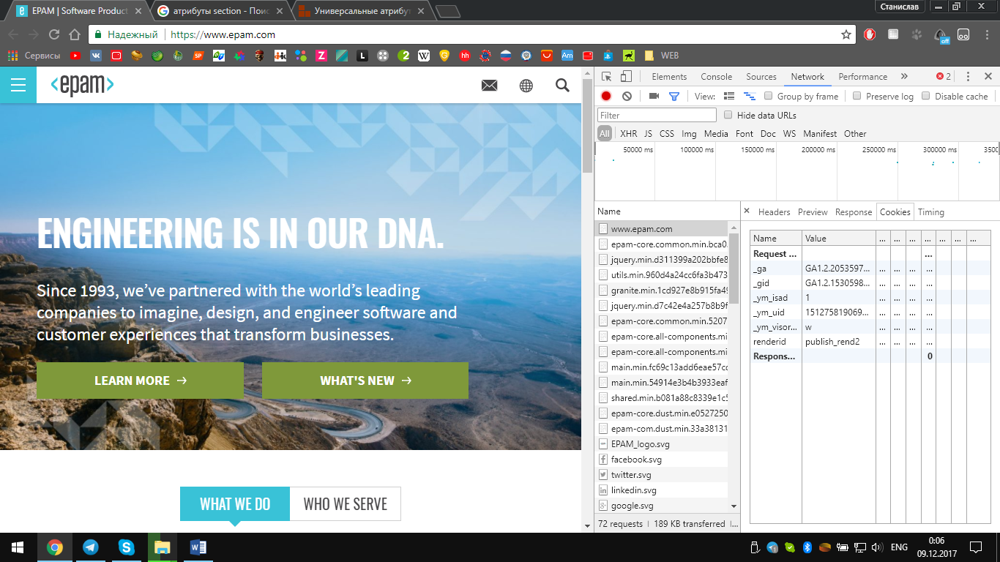 EPAM | Software Product
атрибуты section - Поис
Универсальные атрибут
Станислав
Надежный
https://www.epam.com
off
Сервисы
SP
Z
L
2
W
G
hh
Am
WEB
<epam>
ENGINEERING IS IN OUR DNA.
Since 1993, we’ve partnered with the world’s leading
companies to imagine, design, and engineer software and
customer experiences that transform businesses.
LEARN MORE →
WHAT'S NEW →
WHAT WE DO
WHO WE SERVE
Elements Console Sources Network Performance » 2
View: Group by frame Preserve log Disable cache
Filter Hide data URLs
All XHR JS CSS Img Media Font Doc WS Manifest Other
50000 ms 100000 ms 150000 ms 200000 ms 250000 ms 300000 ms 3500
Name
www.epam.com
epam-core.common.min.bca0
jquery.min.d311399a202bbfe8
utils.min.960d4a24cc6fa3b473
granite.min.1cd927e8b915fa49
jquery.min.d7c42e4a257b8b9f
epam-core.common.min.5207
epam-core.all-components.mi
epam-core.all-components.mi
main.min.fc69c13add6eae57cc
main.min.54914e3b4b3933eaf
shared.min.b081a88c8339e1c5
epam-core.dust.min.e0527250
epam-com.dust.min.33a38131
EPAM_logo.svg
facebook.svg
twitter.svg
linkedin.svg
google.svg
72 requests | 189 KB transferred |...
Headers Preview Response Cookies Timing
Name Value ... ... ... ... ... ... ...
Request ... ...
_ga GA1.2.2053597... ... ... ... ...
_gid GA1.2.1530598... ... ... ... ...
_ym_isad 1 ... ... ... ...
_ym_uid 151275819069... ... ... ... ...
_ym_visor... w ... ... ... ...
renderid publish_rend2 ... ... ... ...
Respons... 0
ENG
0:06
09.12.2017